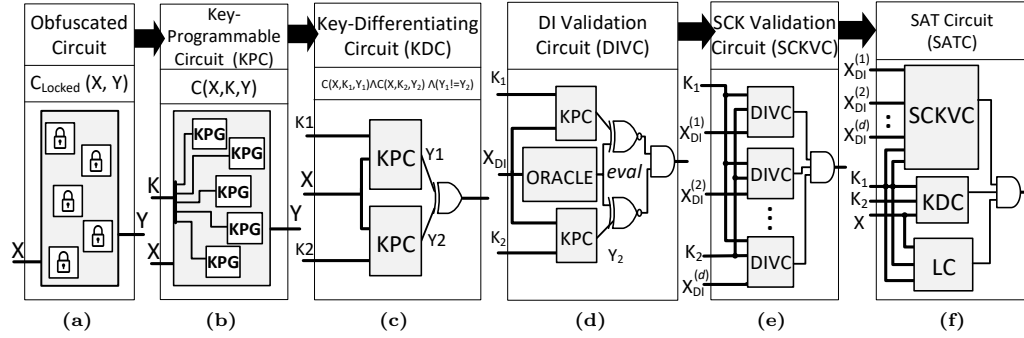 Obfuscated
Circuit
C_Locked (X, Y)
X
Y
(a)
Key-
Programmable
Circuit (KPC)
C(X,K,Y)
KPG
KPG
KPG
KPG
KPG
K
X
Y
(b)
Key-Differentiating
Circuit (KDC)
C(X,K₁,Y₁)⋀C(X,K₂,Y₂) ⋀(Y₁!=Y₂)
K1
KPC
Y1
X
KPC
Y2
K2
(c)
DI Validation
Circuit (DIVC)
K₁
KPC
X_DI
ORACLE
eval
KPC
K₂
Y₂
(d)
SCK Validation
Circuit (SCKVC)
K₁
DIVC
X_DI^(1)
DIVC
X_DI^(2)
⋮
DIVC
K₂
X_DI^(d)
(e)
SAT Circuit
(SATC)
X_DI^(1)
X_DI^(2)
⋮
X_DI^(d)
SCKVC
K₁
K₂
X
KDC
LC
(f)